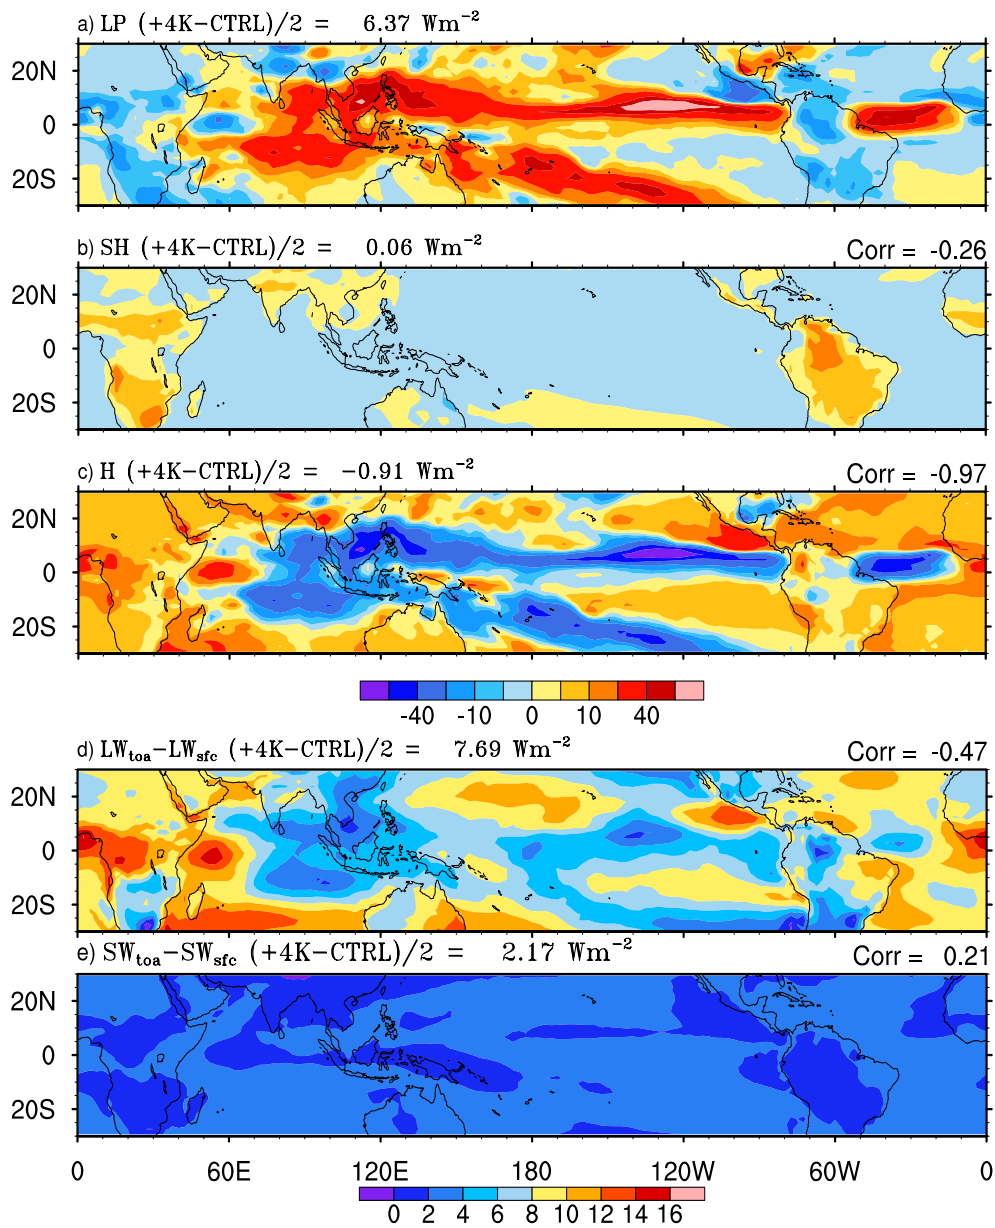 a) LP (+4K−CTRL)/2 = 6.37 Wm⁻²
20N
0
20S
b) SH (+4K−CTRL)/2 = 0.06 Wm⁻² Corr = -0.26
20N
0
20S
c) H (+4K−CTRL)/2 = −0.91 Wm⁻² Corr = -0.97
20N
0
20S
-40 -10 0 10 40
d) LWtoa−LWsfc (+4K−CTRL)/2 = 7.69 Wm⁻² Corr = -0.47
20N
0
20S
e) SWtoa−SWsfc (+4K−CTRL)/2 = 2.17 Wm⁻² Corr = 0.21
20N
0
20S
0 60E 120E 180 120W 60W 0
0 2 4 6 8 10 12 14 16